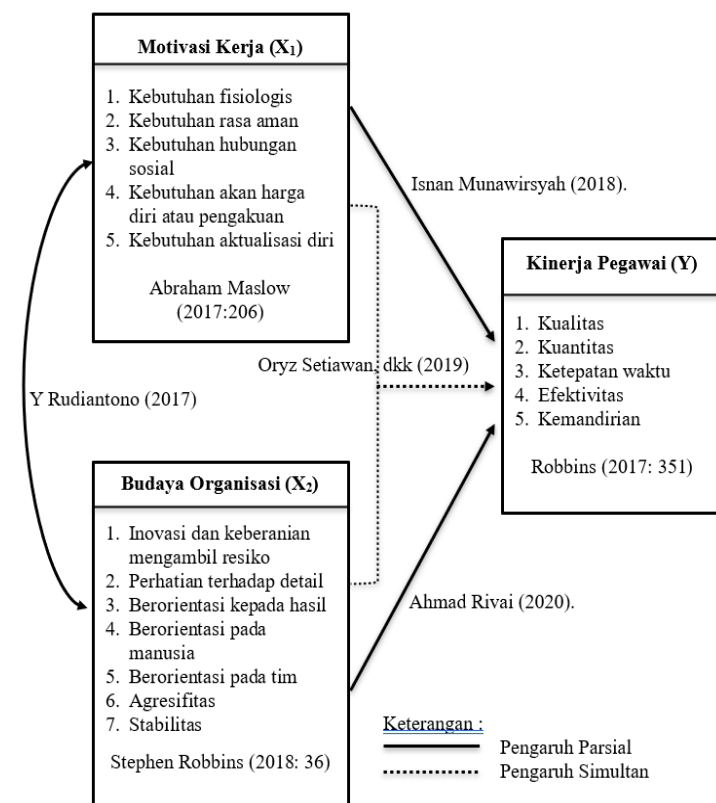 Motivasi Kerja (X₁)
1. Kebutuhan fisiologis
2. Kebutuhan rasa aman
3. Kebutuhan hubungan
sosial
4. Kebutuhan akan harga
diri atau pengakuan
5. Kebutuhan aktualisasi diri
Abraham Maslow
(2017:206)
Isnan Munawirsyah (2018).
Kinerja Pegawai (Y)
1. Kualitas
2. Kuantitas
3. Ketepatan waktu
4. Efektivitas
5. Kemandirian
Robbins (2017: 351)
Oryz Setiawan, dkk (2019)
Y Rudiantono (2017)
Budaya Organisasi (X₂)
1. Inovasi dan keberanian
mengambil resiko
2. Perhatian terhadap detail
3. Berorientasi kepada hasil
4. Berorientasi pada
manusia
5. Berorientasi pada tim
6. Agresifitas
7. Stabilitas
Stephen Robbins (2018: 36)
Ahmad Rivai (2020).
Keterangan :
Pengaruh Parsial
Pengaruh Simultan